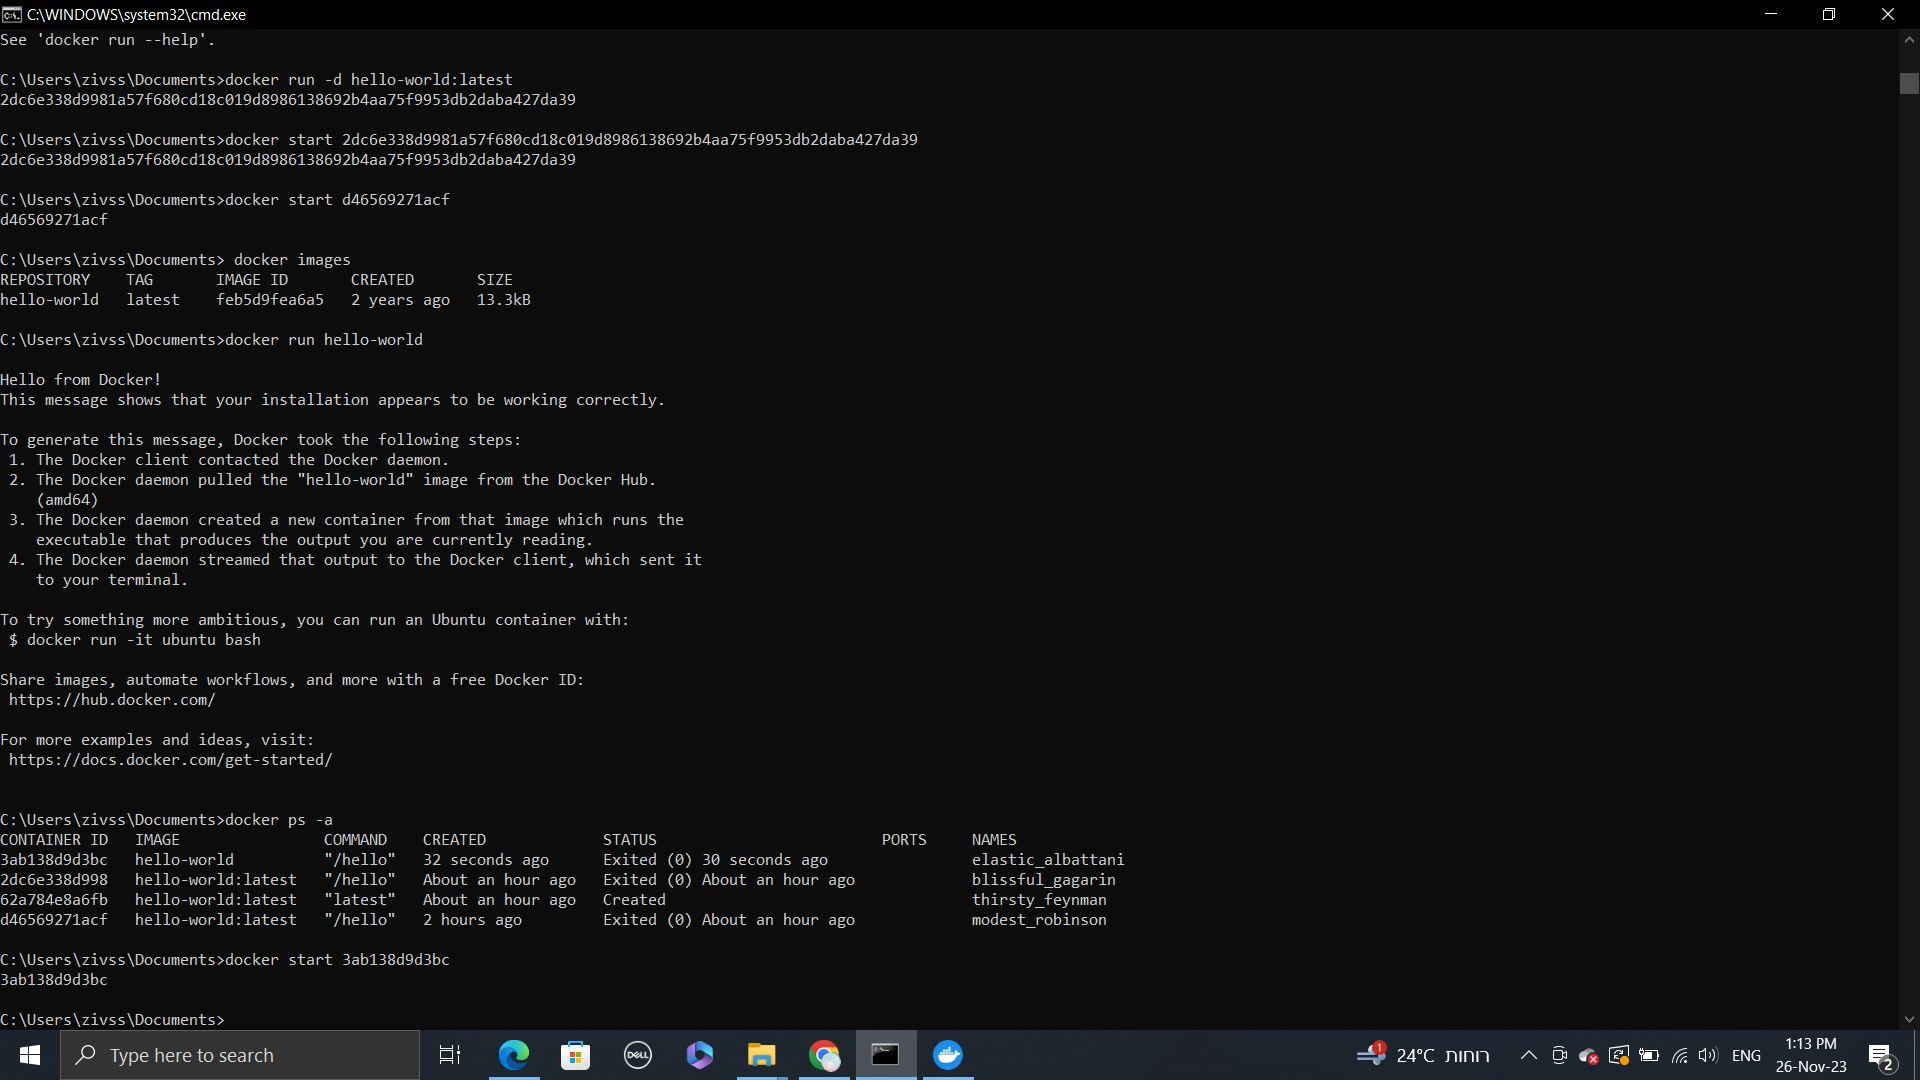 C:\WINDOWS\system32\cmd.exe
See 'docker run --help'.
C:\Users\zivss\Documents>docker run -d hello-world:latest
2dc6e338d9981a57f680cd18c019d8986138692b4aa75f9953db2daba427da39
C:\Users\zivss\Documents>docker start 2dc6e338d9981a57f680cd18c019d8986138692b4aa75f9953db2daba427da39
2dc6e338d9981a57f680cd18c019d8986138692b4aa75f9953db2daba427da39
C:\Users\zivss\Documents>docker start d46569271acf
d46569271acf
C:\Users\zivss\Documents> docker images
REPOSITORY    TAG       IMAGE ID       CREATED       SIZE
hello-world   latest    feb5d9fea6a5   2 years ago   13.3kB
C:\Users\zivss\Documents>docker run hello-world
Hello from Docker!
This message shows that your installation appears to be working correctly.
To generate this message, Docker took the following steps:
 1. The Docker client contacted the Docker daemon.
 2. The Docker daemon pulled the "hello-world" image from the Docker Hub.
    (amd64)
 3. The Docker daemon created a new container from that image which runs the
    executable that produces the output you are currently reading.
 4. The Docker daemon streamed that output to the Docker client, which sent it
    to your terminal.
To try something more ambitious, you can run an Ubuntu container with:
 $ docker run -it ubuntu bash
Share images, automate workflows, and more with a free Docker ID:
 https://hub.docker.com/
For more examples and ideas, visit:
 https://docs.docker.com/get-started/
C:\Users\zivss\Documents>docker ps -a
CONTAINER ID   IMAGE                COMMAND    CREATED             STATUS                         PORTS     NAMES
3ab138d9d3bc   hello-world          "/hello"   32 seconds ago      Exited (0) 30 seconds ago                elastic_albattani
2dc6e338d998   hello-world:latest   "/hello"   About an hour ago   Exited (0) About an hour ago             blissful_gagarin
62a784e8a6fb   hello-world:latest   "latest"   About an hour ago   Created                                  thirsty_feynman
d46569271acf   hello-world:latest   "/hello"   2 hours ago         Exited (0) About an hour ago             modest_robinson
C:\Users\zivss\Documents>docker start 3ab138d9d3bc
3ab138d9d3bc
C:\Users\zivss\Documents>
Type here to search
DELL
1
24°C רוחות
ENG
1:13 PM
26-Nov-23
2